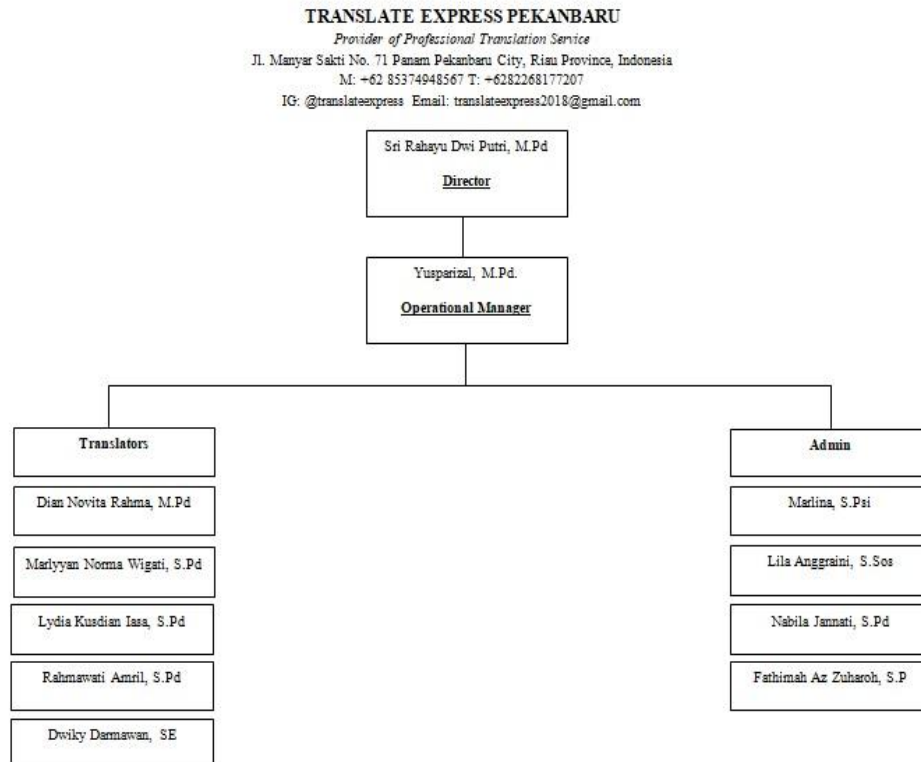 TRANSLATE EXPRESS PEKANBARU
Provider of Professional Translation Service
Jl. Manyar Sakti No. 71 Panam Pekanbaru City, Riau Province, Indonesia
M: +62 85374948567 T: +6282268177207
IG: @translateexpress Email: translateexpress2018@gmail.com
Sri Rahayu Dwi Putri, M.Pd
Director
Yusparizal, M.Pd.
Operational Manager
Translators
Dian Novita Rahma, M.Pd
Marlyyan Norma Wigati, S.Pd
Lydia Kusdian Iasa, S.Pd
Rahmawati Amril, S.Pd
Dwiky Darmawan, SE
Admin
Marlina, S.Psi
Lila Anggraini, S.Sos
Nabila Jannati, S.Pd
Fathimah Az Zuharoh, S.P